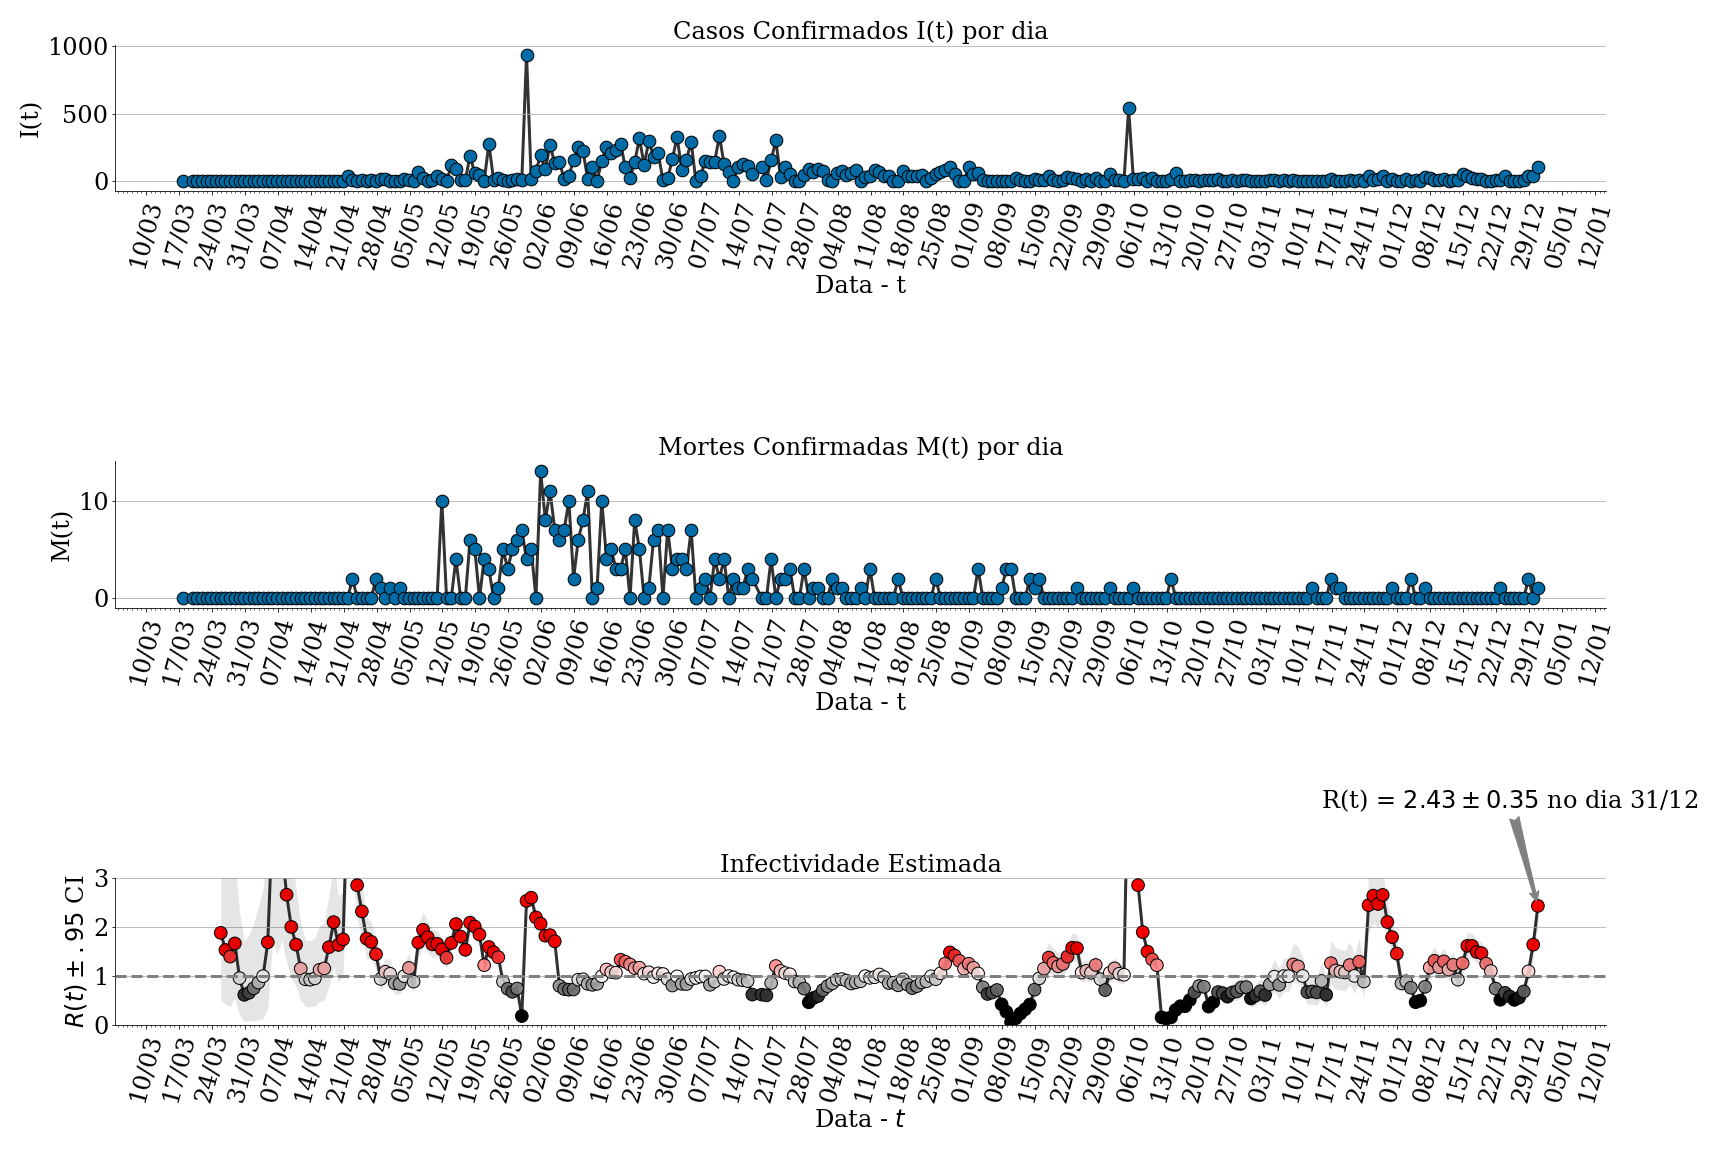 Casos Confirmados I(t) por dia
1000
500
0
I(t)
10/03 17/03 24/03 31/03 07/04 14/04 21/04 28/04 05/05 12/05 19/05 26/05 02/06 09/06 16/06 23/06 30/06 07/07 14/07 21/07 28/07 04/08 11/08 18/08 25/08 01/09 08/09 15/09 22/09 29/09 06/10 13/10 20/10 27/10 03/11 10/11 17/11 24/11 01/12 08/12 15/12 22/12 29/12 05/01 12/01
Data - t
Mortes Confirmadas M(t) por dia
10
0
M(t)
10/03 17/03 24/03 31/03 07/04 14/04 21/04 28/04 05/05 12/05 19/05 26/05 02/06 09/06 16/06 23/06 30/06 07/07 14/07 21/07 28/07 04/08 11/08 18/08 25/08 01/09 08/09 15/09 22/09 29/09 06/10 13/10 20/10 27/10 03/11 10/11 17/11 24/11 01/12 08/12 15/12 22/12 29/12 05/01 12/01
Data - t
R(t) = 2.43 ± 0.35 no dia 31/12
Infectividade Estimada
3
2
1
0
R(t) ± .95 CI
10/03 17/03 24/03 31/03 07/04 14/04 21/04 28/04 05/05 12/05 19/05 26/05 02/06 09/06 16/06 23/06 30/06 07/07 14/07 21/07 28/07 04/08 11/08 18/08 25/08 01/09 08/09 15/09 22/09 29/09 06/10 13/10 20/10 27/10 03/11 10/11 17/11 24/11 01/12 08/12 15/12 22/12 29/12 05/01 12/01
Data - t